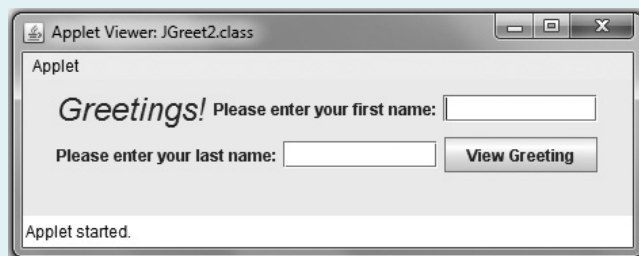 Applet Viewer: JGreet2.class
Applet
Greetings! Please enter your first name:
Please enter your last name: View Greeting
Applet started.